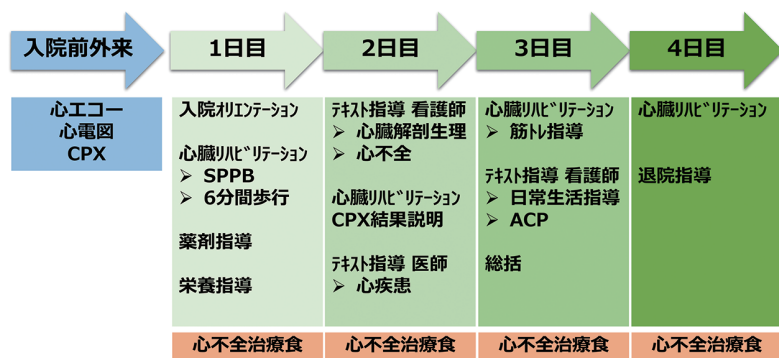 入院前外来
1日目
2日目
3日目
4日目
心エコー
心電図
CPX
入院ｵﾘｴﾝﾃｰｼｮﾝ
心臓ﾘﾊﾋﾞﾘﾃｰｼｮﾝ
➢ SPPB
➢ 6分間歩行
薬剤指導
栄養指導
ﾃｷｽﾄ指導 看護師
➢ 心臓解剖生理
➢ 心不全
心臓ﾘﾊﾋﾞﾘﾃｰｼｮﾝ
CPX結果説明
ﾃｷｽﾄ指導 医師
➢ 心疾患
心臓ﾘﾊﾋﾞﾘﾃｰｼｮﾝ
➢ 筋トレ指導
ﾃｷｽﾄ指導 看護師
➢ 日常生活指導
➢ ACP
総括
心臓ﾘﾊﾋﾞﾘﾃｰｼｮﾝ
退院指導
心不全治療食
心不全治療食
心不全治療食
心不全治療食